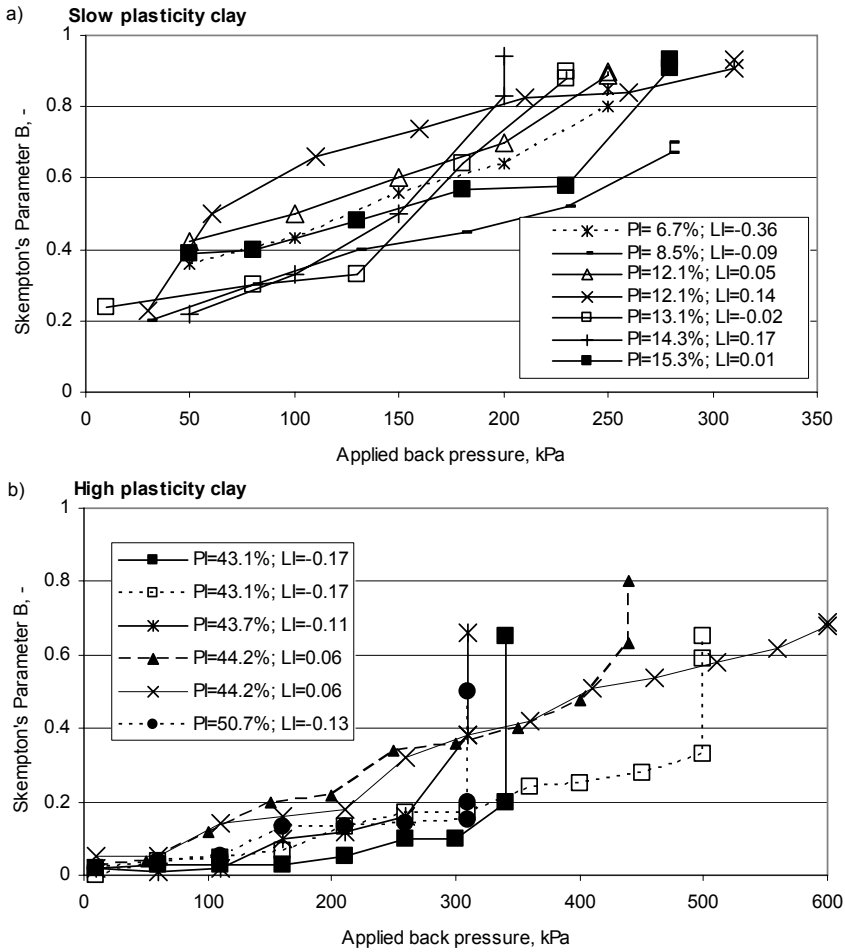 a)
Slow plasticity clay
Skempton's Parameter B, -
1
0.8
0.6
0.4
0.2
0
PI= 6.7%; LI=-0.36
PI= 8.5%; LI=-0.09
PI=12.1%; LI=0.05
PI=12.1%; LI=0.14
PI=13.1%; LI=-0.02
PI=14.3%; LI=0.17
PI=15.3%; LI=0.01
0 50 100 150 200 250 300 350
Applied back pressure, kPa
b)
High plasticity clay
Skempton's Parameter B, -
1
0.8
0.6
0.4
0.2
0
PI=43.1%; LI=-0.17
PI=43.1%; LI=-0.17
PI=43.7%; LI=-0.11
PI=44.2%; LI=0.06
PI=44.2%; LI=0.06
PI=50.7%; LI=-0.13
0 100 200 300 400 500 600
Applied back pressure, kPa